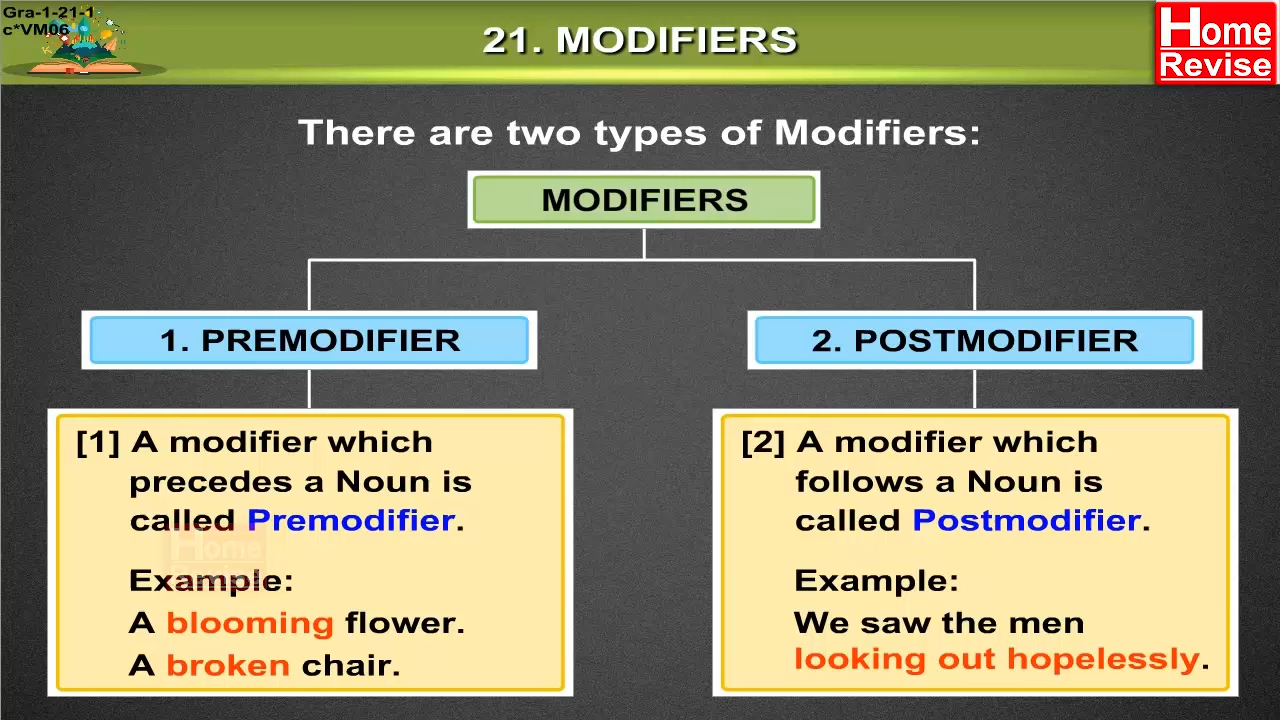 Gra-1-21-1
c*VM06
21. MODIFIERS
Home
Revise
There are two types of Modifiers:
MODIFIERS
1. PREMODIFIER
2. POSTMODIFIER
[1] A modifier which
precedes a Noun is
called Premodifier.
Example:
A blooming flower.
A broken chair.
[2] A modifier which
follows a Noun is
called Postmodifier.
Example:
We saw the men
looking out hopelessly.
Home
Revise